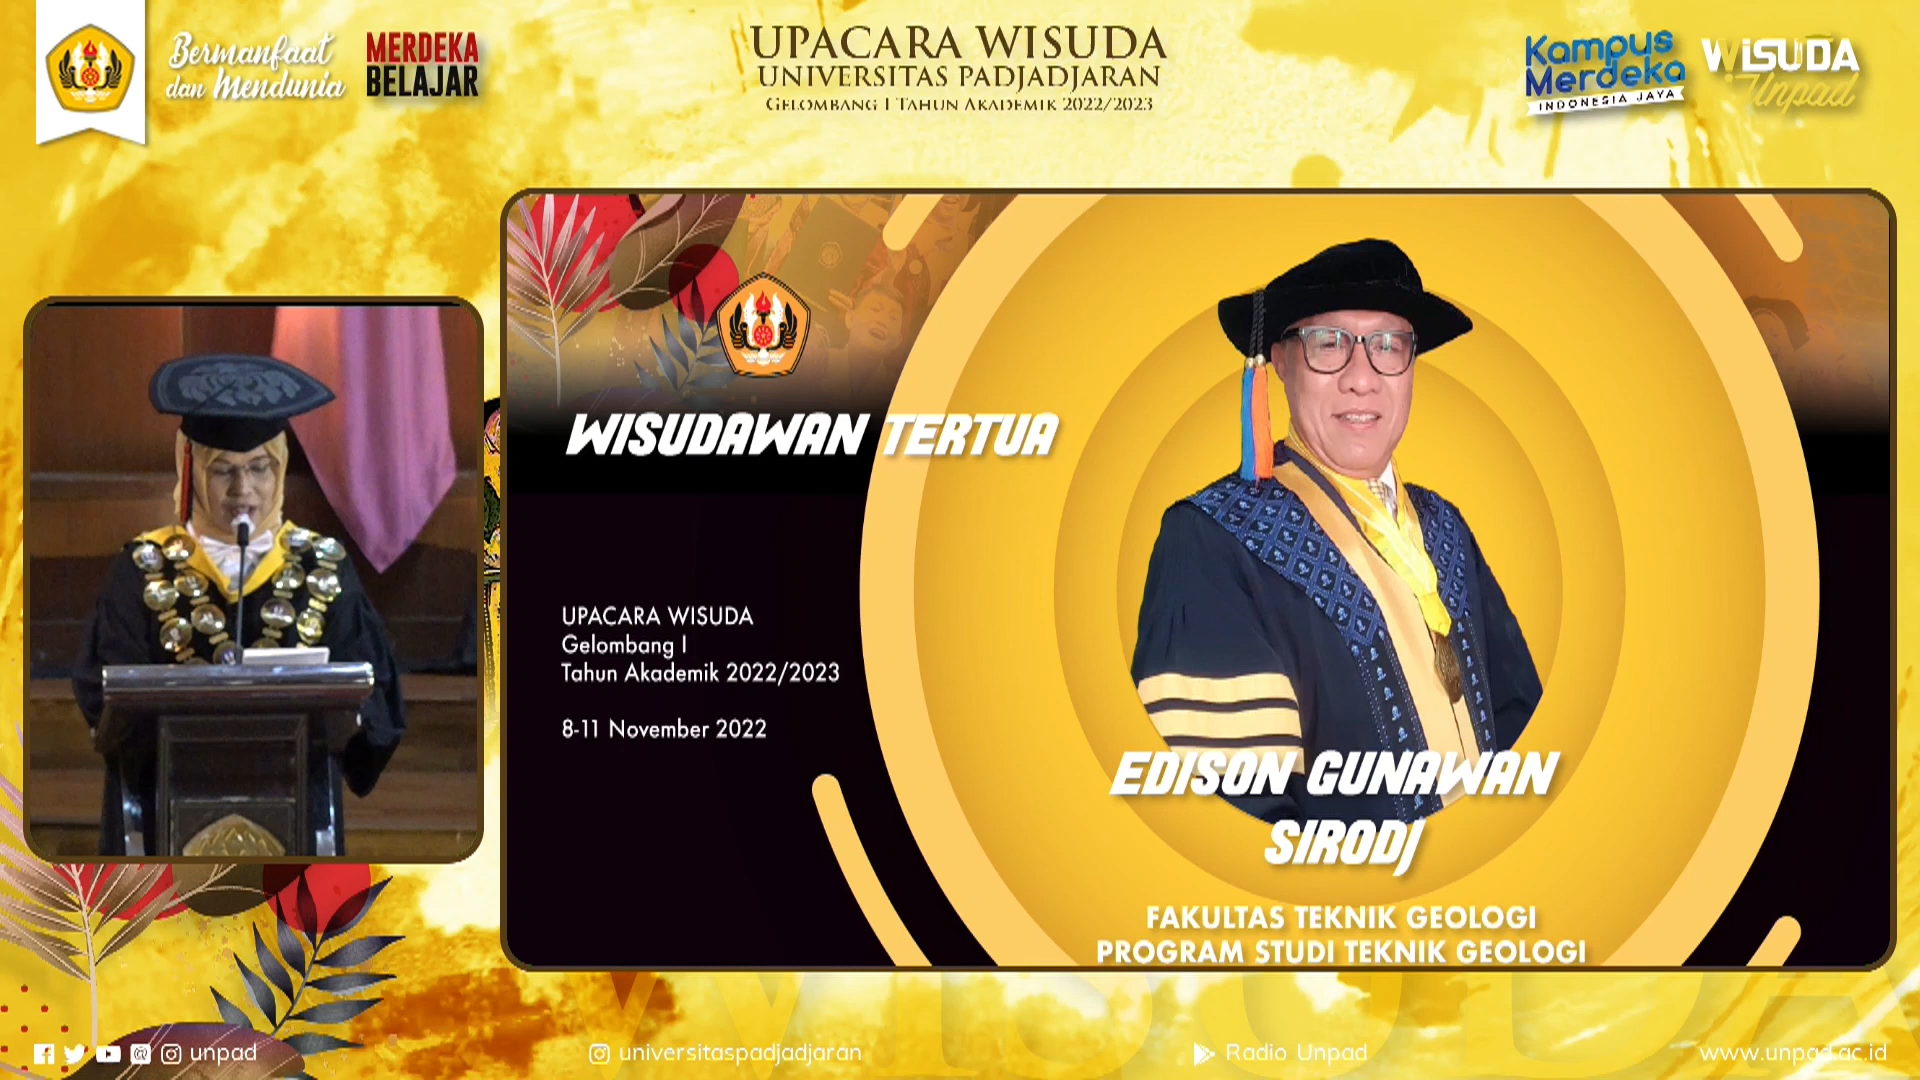 Bermanfaat
dan Mendunia
MERDEKA
BELAJAR
UPACARA WISUDA
UNIVERSITAS PADJADJARAN
GELOMBANG I TAHUN AKADEMIK 2022/2023
Kampus
Merdeka
INDONESIA JAYA
WISUDA
Unpad
WISUDAWAN TERTUA
UPACARA WISUDA
Gelombang I
Tahun Akademik 2022/2023
8-11 November 2022
EDISON GUNAWAN
SIRODJ
FAKULTAS TEKNIK GEOLOGI
PROGRAM STUDI TEKNIK GEOLOGI
WISUDA
unpad
universitaspadjadjaran
Radio Unpad
www.unpad.ac.id